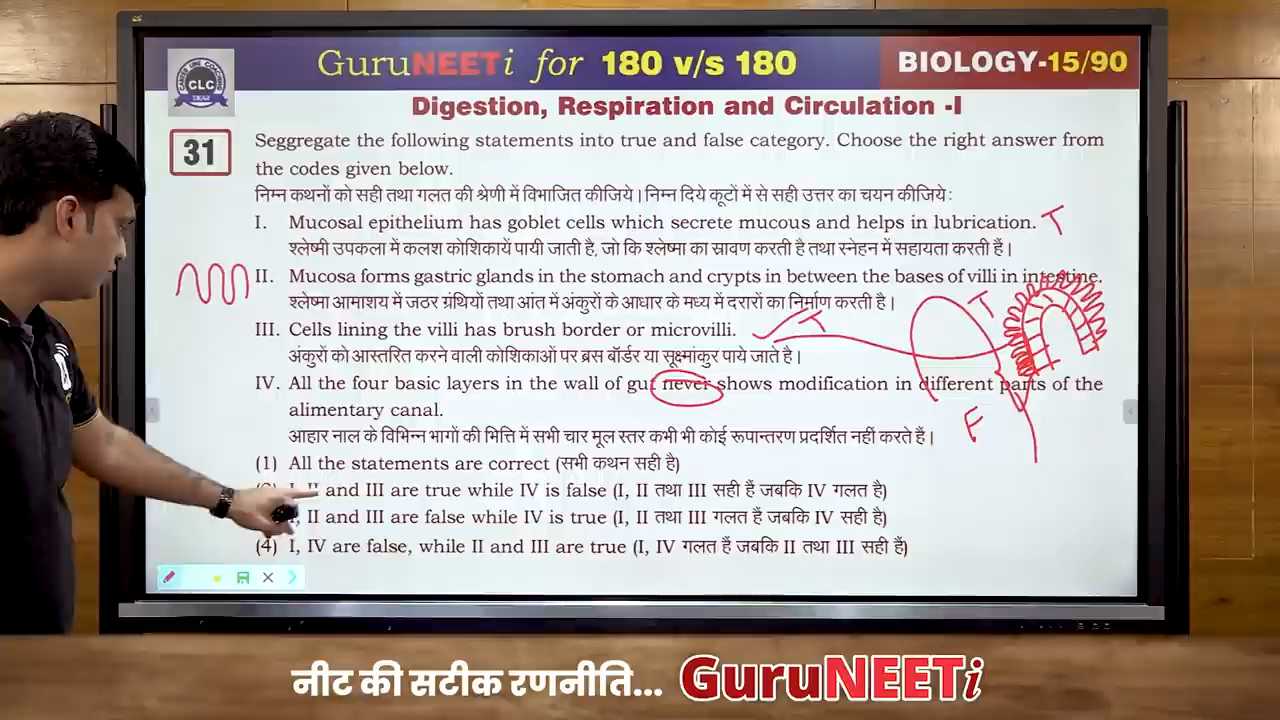 GuruNEETi for 180 v/s 180
BIOLOGY-15/90
CLC
SIKAR
Digestion, Respiration and Circulation -I
31
Seggregate the following statements into true and false category. Choose the right answer from
the codes given below.
निम्न कथनों को सही तथा गलत की श्रेणी में विभाजित कीजिये। निम्न दिये कूटों में से सही उत्तर का चयन कीजिये :
I. Mucosal epithelium has goblet cells which secrete mucous and helps in lubrication. T
श्लेष्मी उपकला में कलश कोशिकायें पायी जाती है, जो कि श्लेष्मा का स्रावण करती है तथा स्नेहन में सहायता करती हैं।
II. Mucosa forms gastric glands in the stomach and crypts in between the bases of villi in intestine.
श्लेष्मा आमाशय में जठर ग्रंथियों तथा आंत में अंकुरों के आधार के मध्य में दरारों का निर्माण करती है। T
III. Cells lining the villi has brush border or microvilli. T
अंकुरों को आस्तरित करने वाली कोशिकाओं पर ब्रस बॉर्डर या सूक्ष्मांकुर पाये जाते है।
IV. All the four basic layers in the wall of gut never shows modification in different parts of the
alimentary canal. F
आहार नाल के विभिन्न भागों की भित्ति में सभी चार मूल स्तर कभी भी कोई रूपान्तरण प्रदर्शित नहीं करते हैं।
(1) All the statements are correct (सभी कथन सही है)
II and III are true while IV is false (I, II तथा III सही हैं जबकि IV गलत है)
II and III are false while IV is true (I, II तथा III गलत हैं जबकि IV सही है)
(4) I, IV are false, while II and III are true (I, IV गलत हैं जबकि II तथा III सही हैं)
नीट की सटीक रणनीति... GuruNEETi